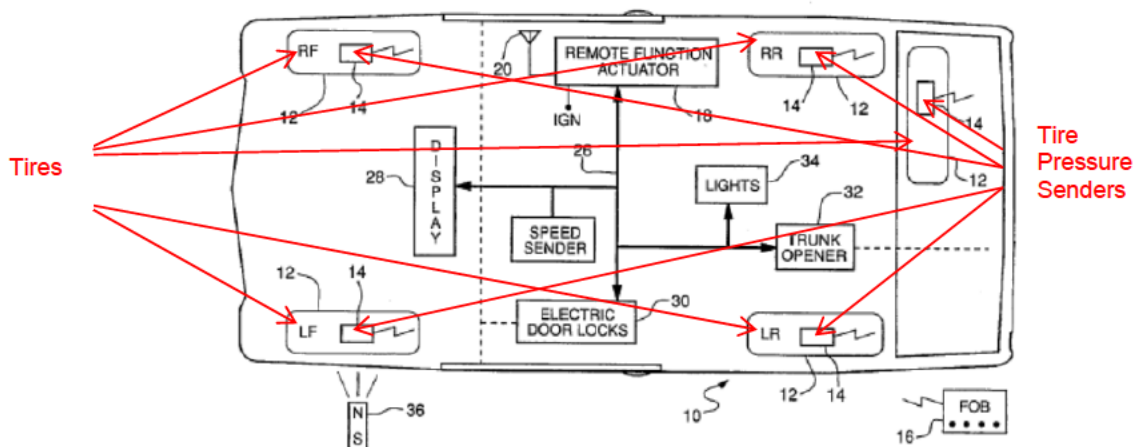 RF
14
12
20
REMOTE FUNCTION
ACTUATOR
18
IGN
RR
14
12
14
12
Tires
Tire
Pressure
Senders
28
DISPLAY
26
34
LIGHTS
32
TRUNK
OPENER
SPEED
SENDER
30
ELECTRIC
DOOR LOCKS
12
14
LF
LR
12
14
10
N
S
36
FOB
16